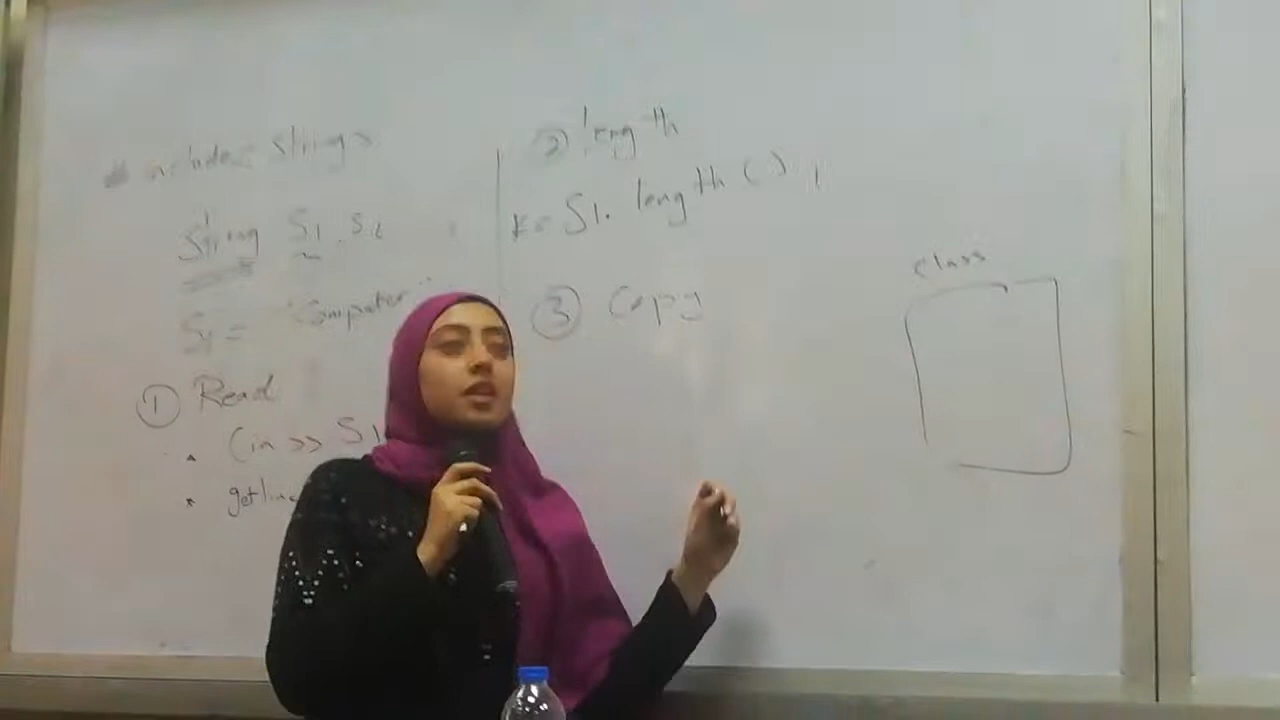 # include <string>
String S1, S2
S1 = "Computer"
① Read
Cin >> S1
* getline
② length
k = S1. length ( ) ;
③ Copy
class